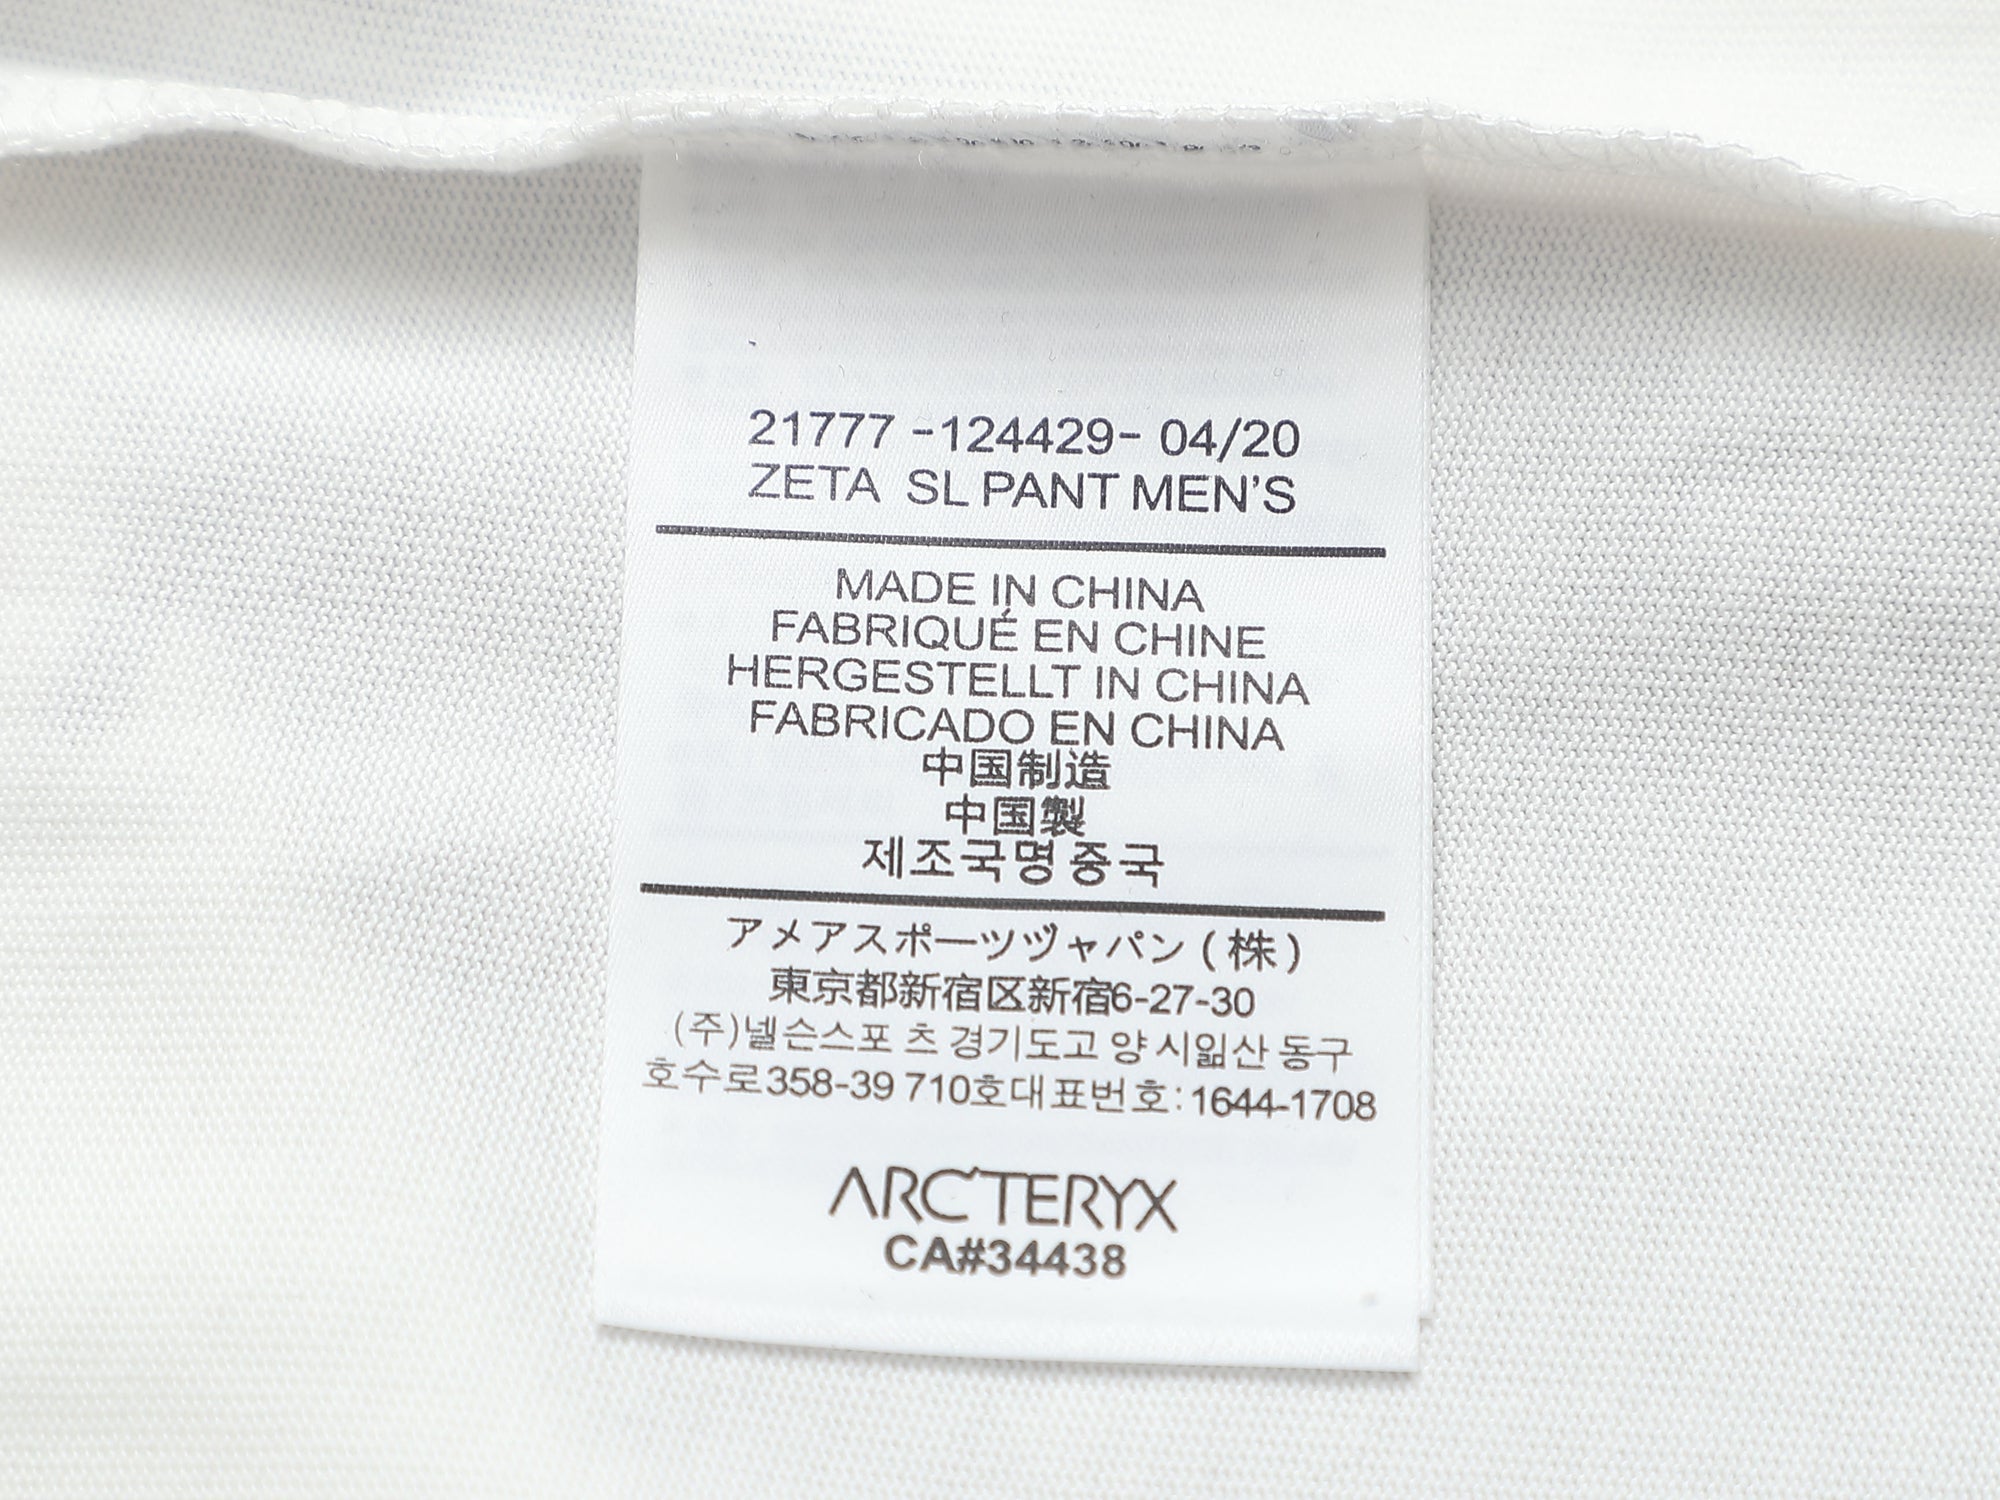 21777 -124429- 04/20
ZETA SL PANT MEN'S
MADE IN CHINA
FABRIQUÉ EN CHINE
HERGESTELLT IN CHINA
FABRICADO EN CHINA
中国制造
中国製
제조국명 중국
アメアスポーツヅャパン (株)
東京都新宿区新宿6-27-30
(주)넬슨스포 츠 경기도고 양 시잂산 동구
호수로358-39 710호대표번호:1644-1708
ARC'TERYX
CA#34438